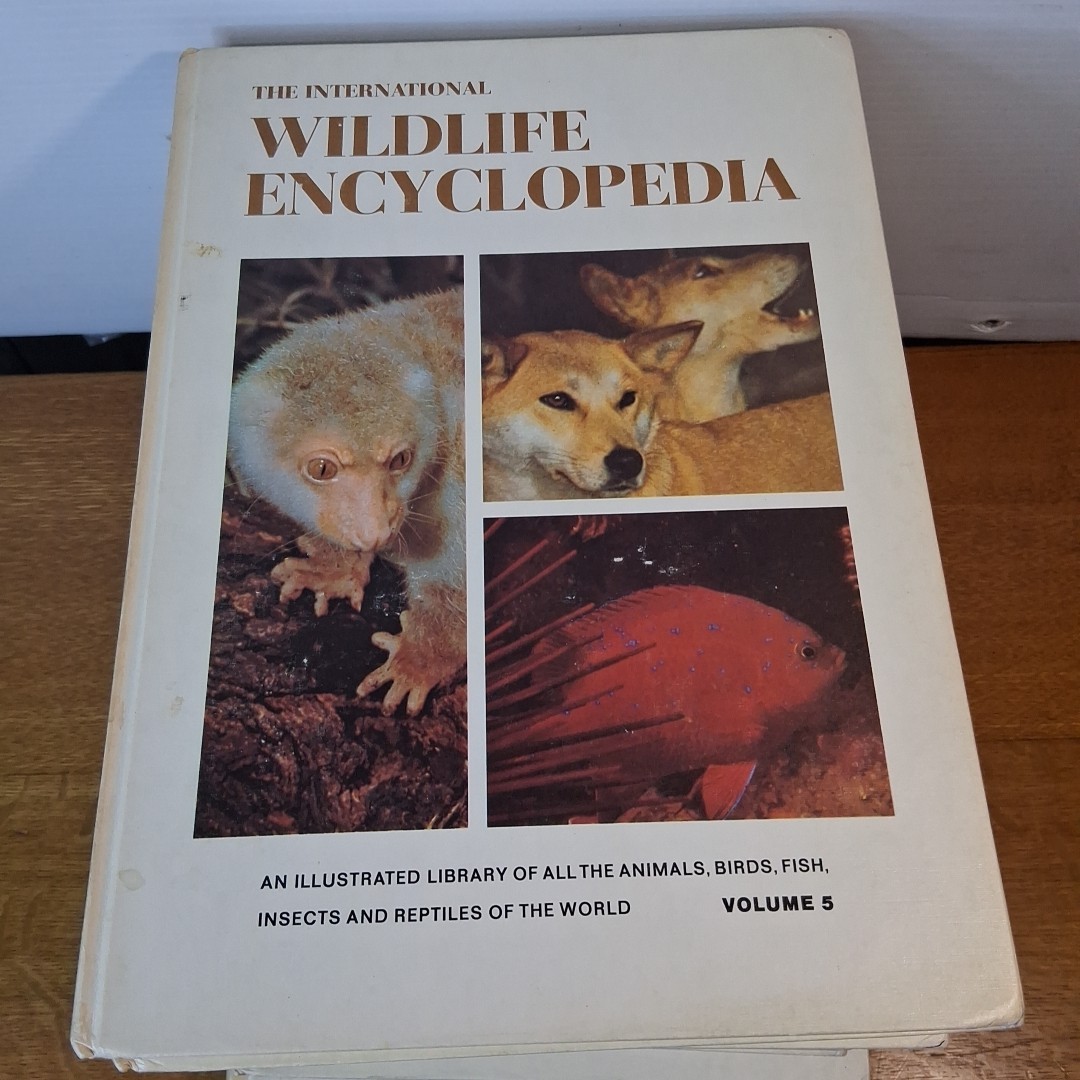 THE INTERNATIONAL
WILDLIFE
ENCYCLOPEDIA
AN ILLUSTRATED LIBRARY OF ALL THE ANIMALS, BIRDS, FISH,
INSECTS AND REPTILES OF THE WORLD VOLUME 5